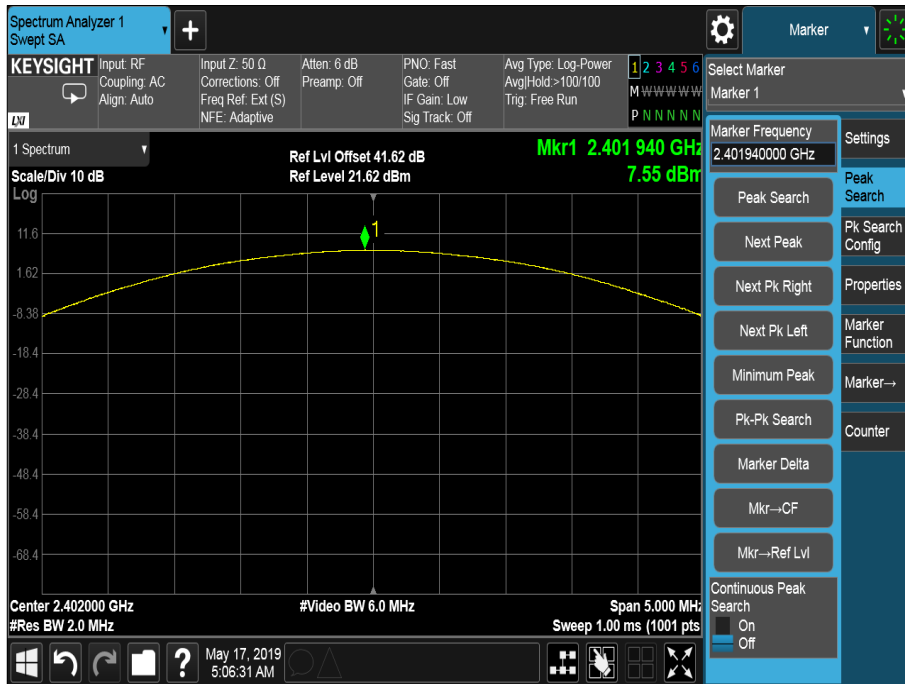 Spectrum Analyzer 1
Swept SA
+
Marker
KEYSIGHT
LXI
Input: RF
Coupling: AC
Align: Auto
Input Z: 50 Ω
Corrections: Off
Freq Ref: Ext (S)
NFE: Adaptive
Atten: 6 dB
Preamp: Off
PNO: Fast
Gate: Off
IF Gain: Low
Sig Track: Off
Avg Type: Log-Power
Avg|Hold:>100/100
Trig: Free Run
1 2 3 4 5 6
M W W W W W
P N N N N N
Select Marker
Marker 1
1 Spectrum
Scale/Div 10 dB
Log
Ref Lvl Offset 41.62 dB
Ref Level 21.62 dBm
Mkr1 2.401 940 GHz
7.55 dBm
1
11.6
1.62
-8.38
-18.4
-28.4
-38.4
-48.4
-58.4
-68.4
Center 2.402000 GHz
#Res BW 2.0 MHz
#Video BW 6.0 MHz
Span 5.000 MHz
Sweep 1.00 ms (1001 pts
Marker Frequency
2.401940000 GHz
Peak Search
Next Peak
Next Pk Right
Next Pk Left
Minimum Peak
Pk-Pk Search
Marker Delta
Mkr→CF
Mkr→Ref Lvl
Continuous Peak
Search
On
Off
Settings
Peak
Search
Pk Search
Config
Properties
Marker
Function
Marker→
Counter
?
May 17, 2019
5:06:31 AM